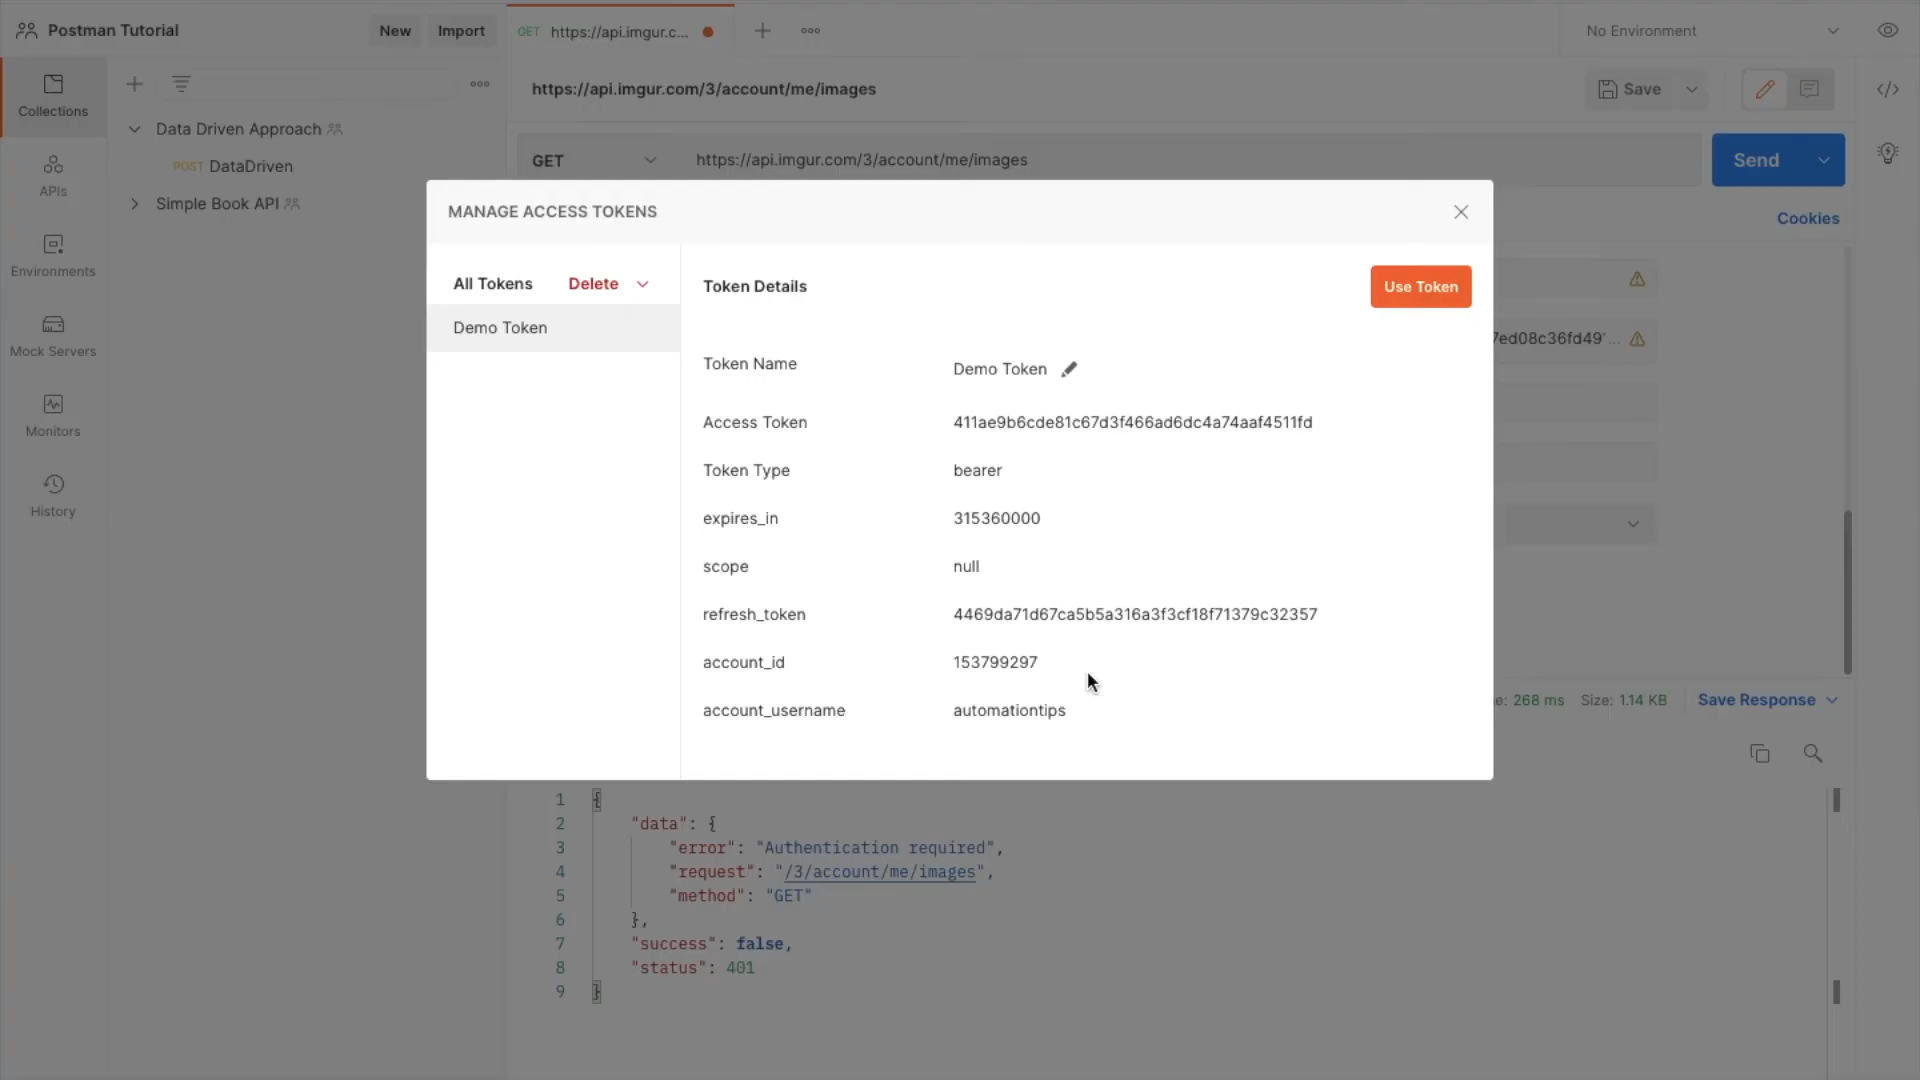 Postman Tutorial
New
Import
GET https://api.imgur.c...
No Environment
Collections
APIs
Environments
Mock Servers
Monitors
History
Data Driven Approach
POST DataDriven
Simple Book API
https://api.imgur.com/3/account/me/images
Save
GET
https://api.imgur.com/3/account/me/images
Send
Cookies
MANAGE ACCESS TOKENS
All Tokens
Delete
Demo Token
Token Details
Use Token
Token Name
Demo Token
Access Token
411ae9b6cde81c67d3f466ad6dc4a74aaf4511fd
Token Type
bearer
expires_in
315360000
scope
null
refresh_token
4469da71d67ca5b5a316a3f3cf18f71379c32357
account_id
153799297
account_username
automationtips
7ed08c36fd49'...
e: 268 ms
Size: 1.14 KB
Save Response
1 {
2 "data": {
3 "error": "Authentication required",
4 "request": "/3/account/me/images",
5 "method": "GET"
6 },
7 "success": false,
8 "status": 401
9 }